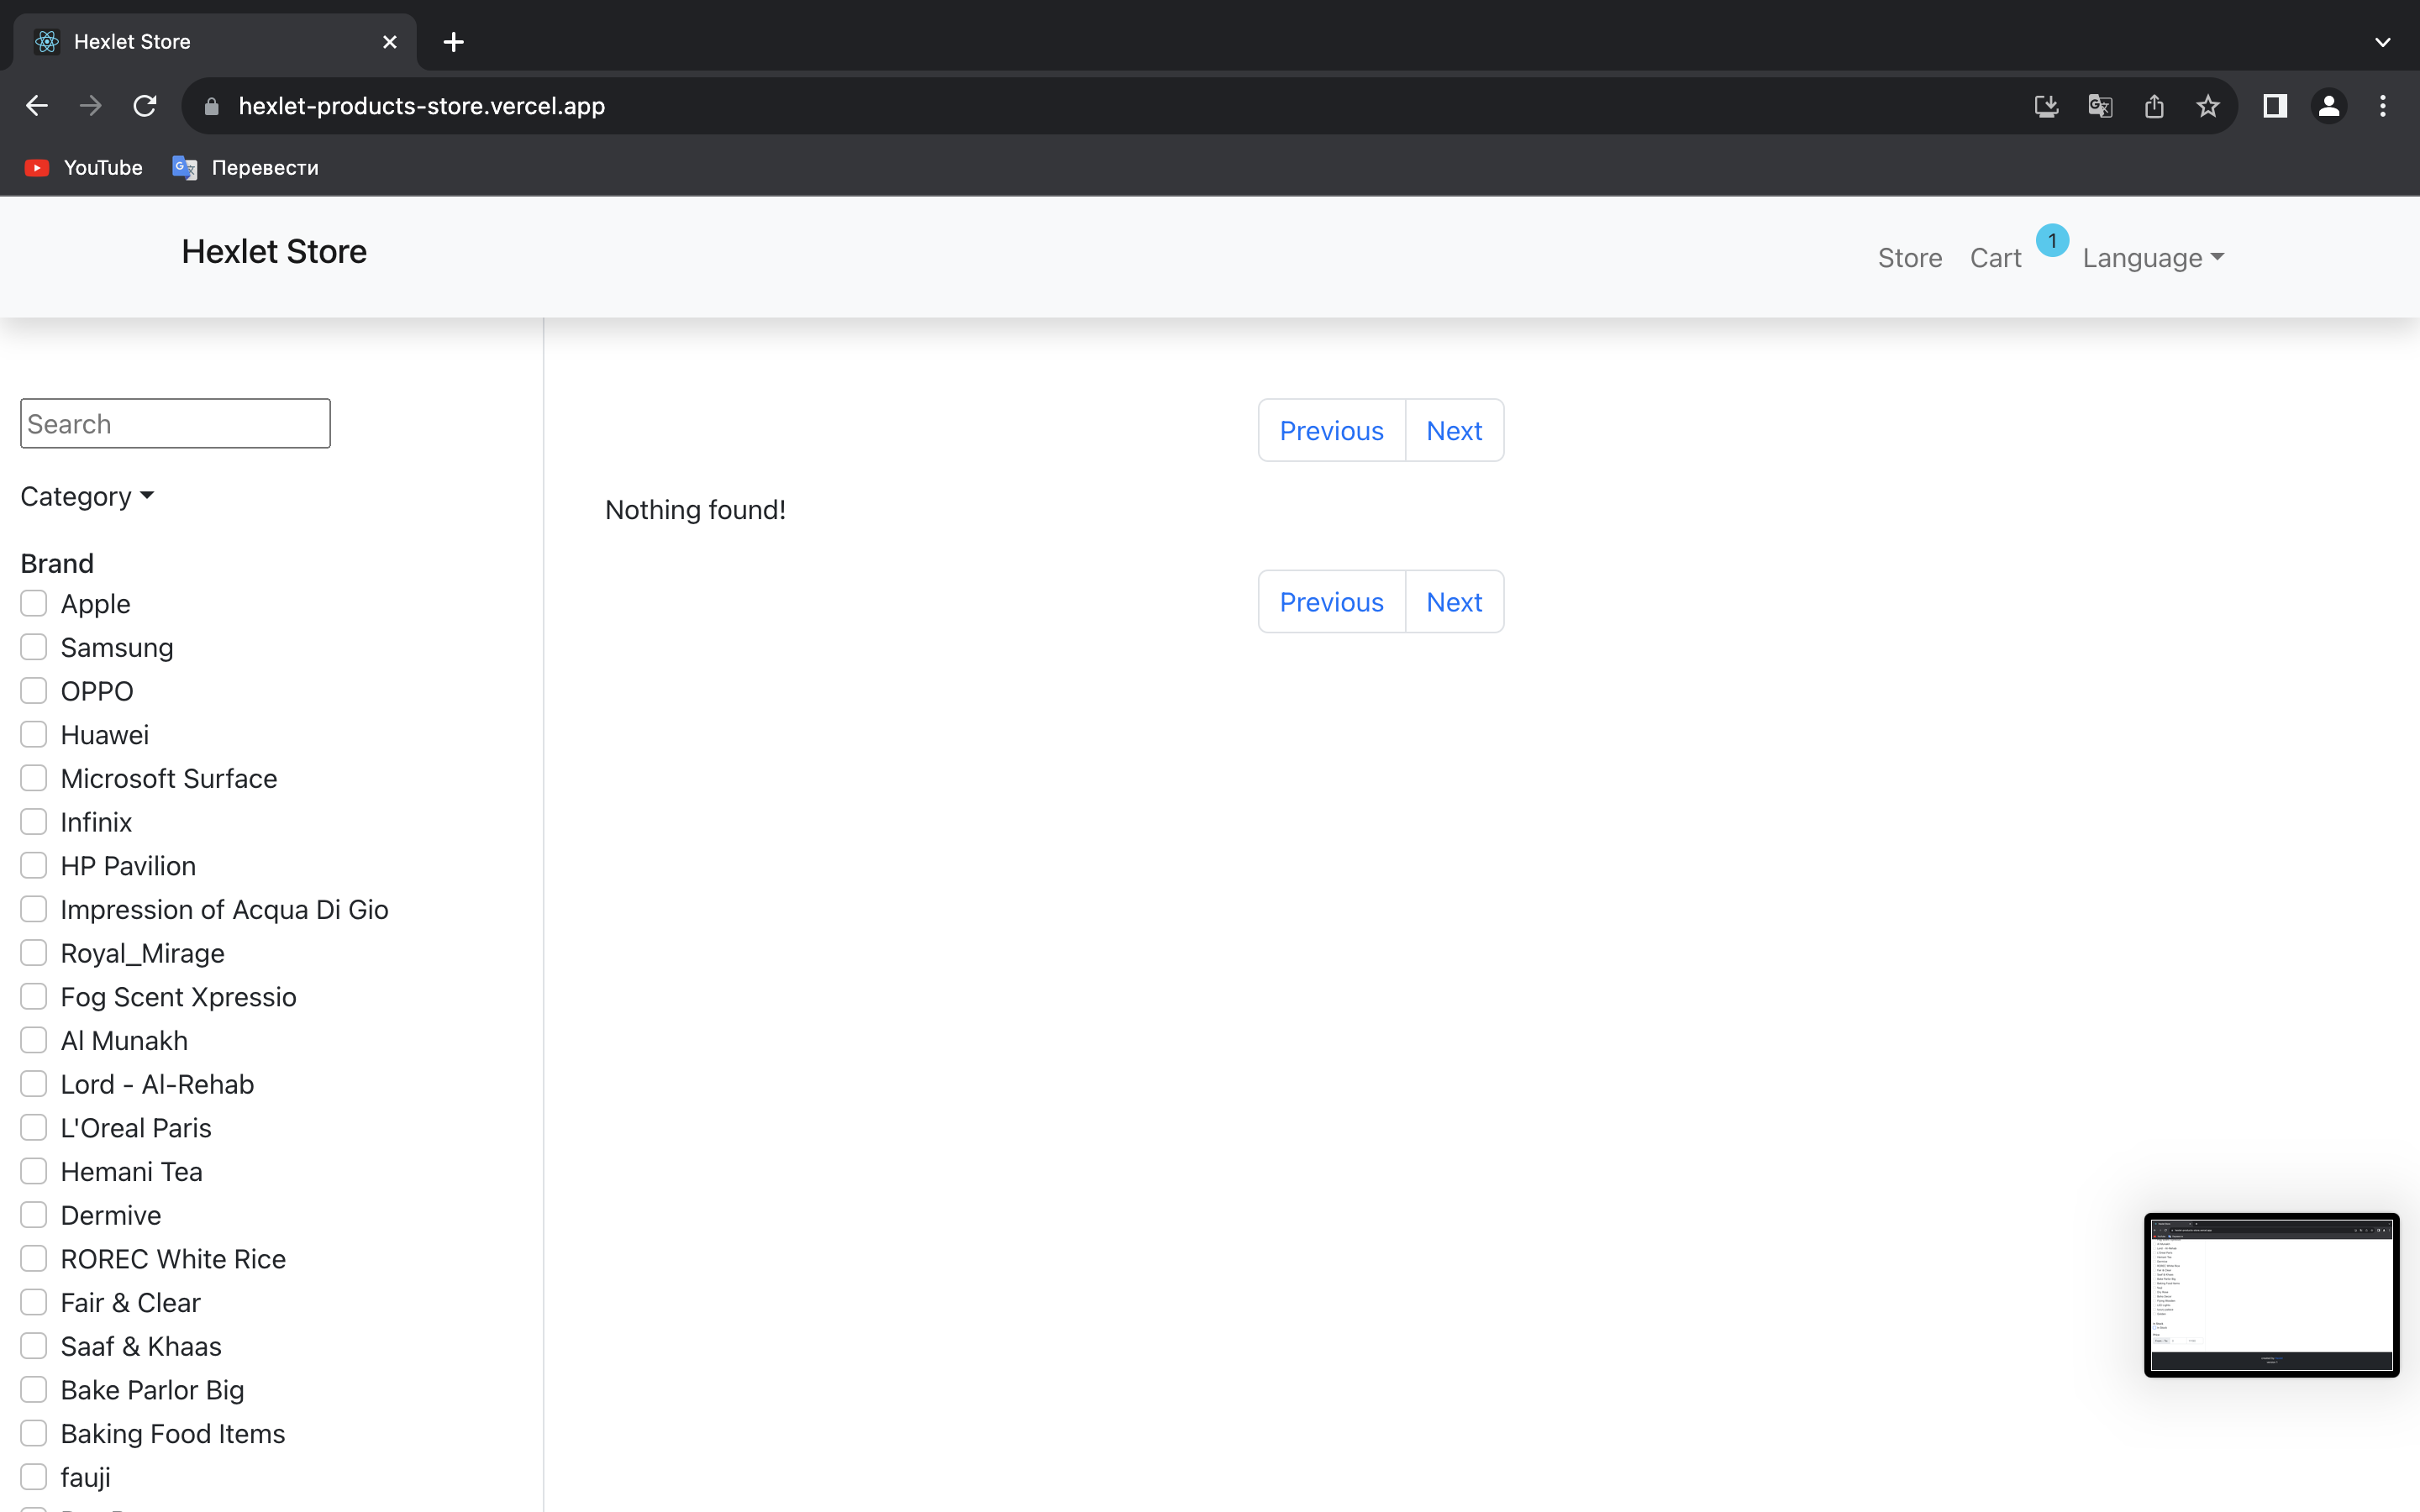 Hexlet Store
hexlet-products-store.vercel.app
YouTube Перевести
Hexlet Store
Store Cart 1 Language
Search
Category
Brand
Apple
Samsung
OPPO
Huawei
Microsoft Surface
Infinix
HP Pavilion
Impression of Acqua Di Gio
Royal_Mirage
Fog Scent Xpressio
Al Munakh
Lord - Al-Rehab
L'Oreal Paris
Hemani Tea
Dermive
ROREC White Rice
Fair & Clear
Saaf & Khaas
Bake Parlor Big
Baking Food Items
fauji
Previous Next
Nothing found!
Previous Next